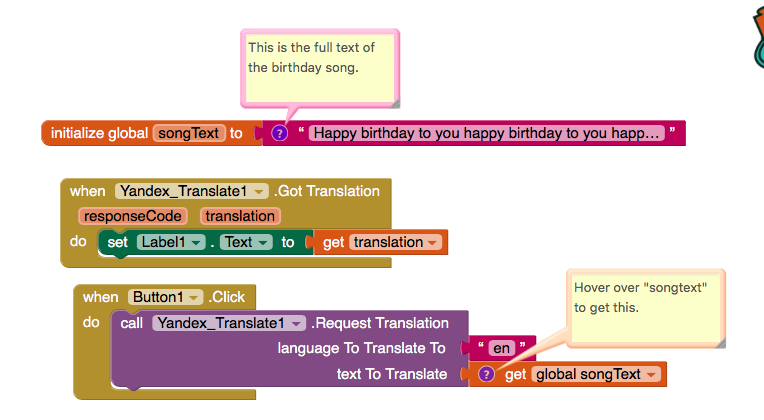 This is the full text of
the birthday song.
initialize global songText to ? “ Happy birthday to you happy birthday to you happ... ”
when Yandex_Translate1 .Got Translation
responseCode translation
do set Label1 . Text to get translation
when Button1 .Click
Hover over "songtext"
to get this.
do call Yandex_Translate1 .Request Translation
language To Translate To “ en ”
text To Translate ? get global songText